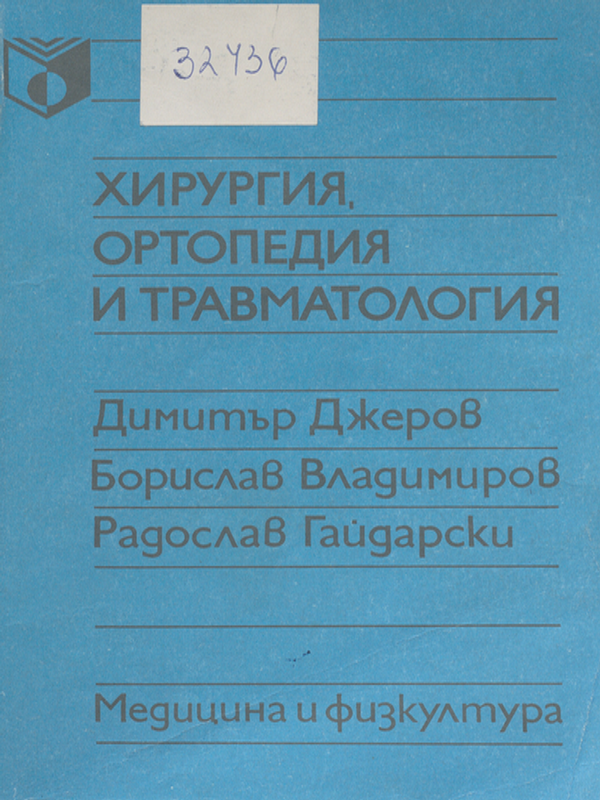 32436
ХИРУРГИЯ,
ОРТОПЕДИЯ
И ТРАВМАТОЛОГИЯ
Димитър Джеров
Борислав Владимиров
Радослав Гайдарски
Медицина и физкултура